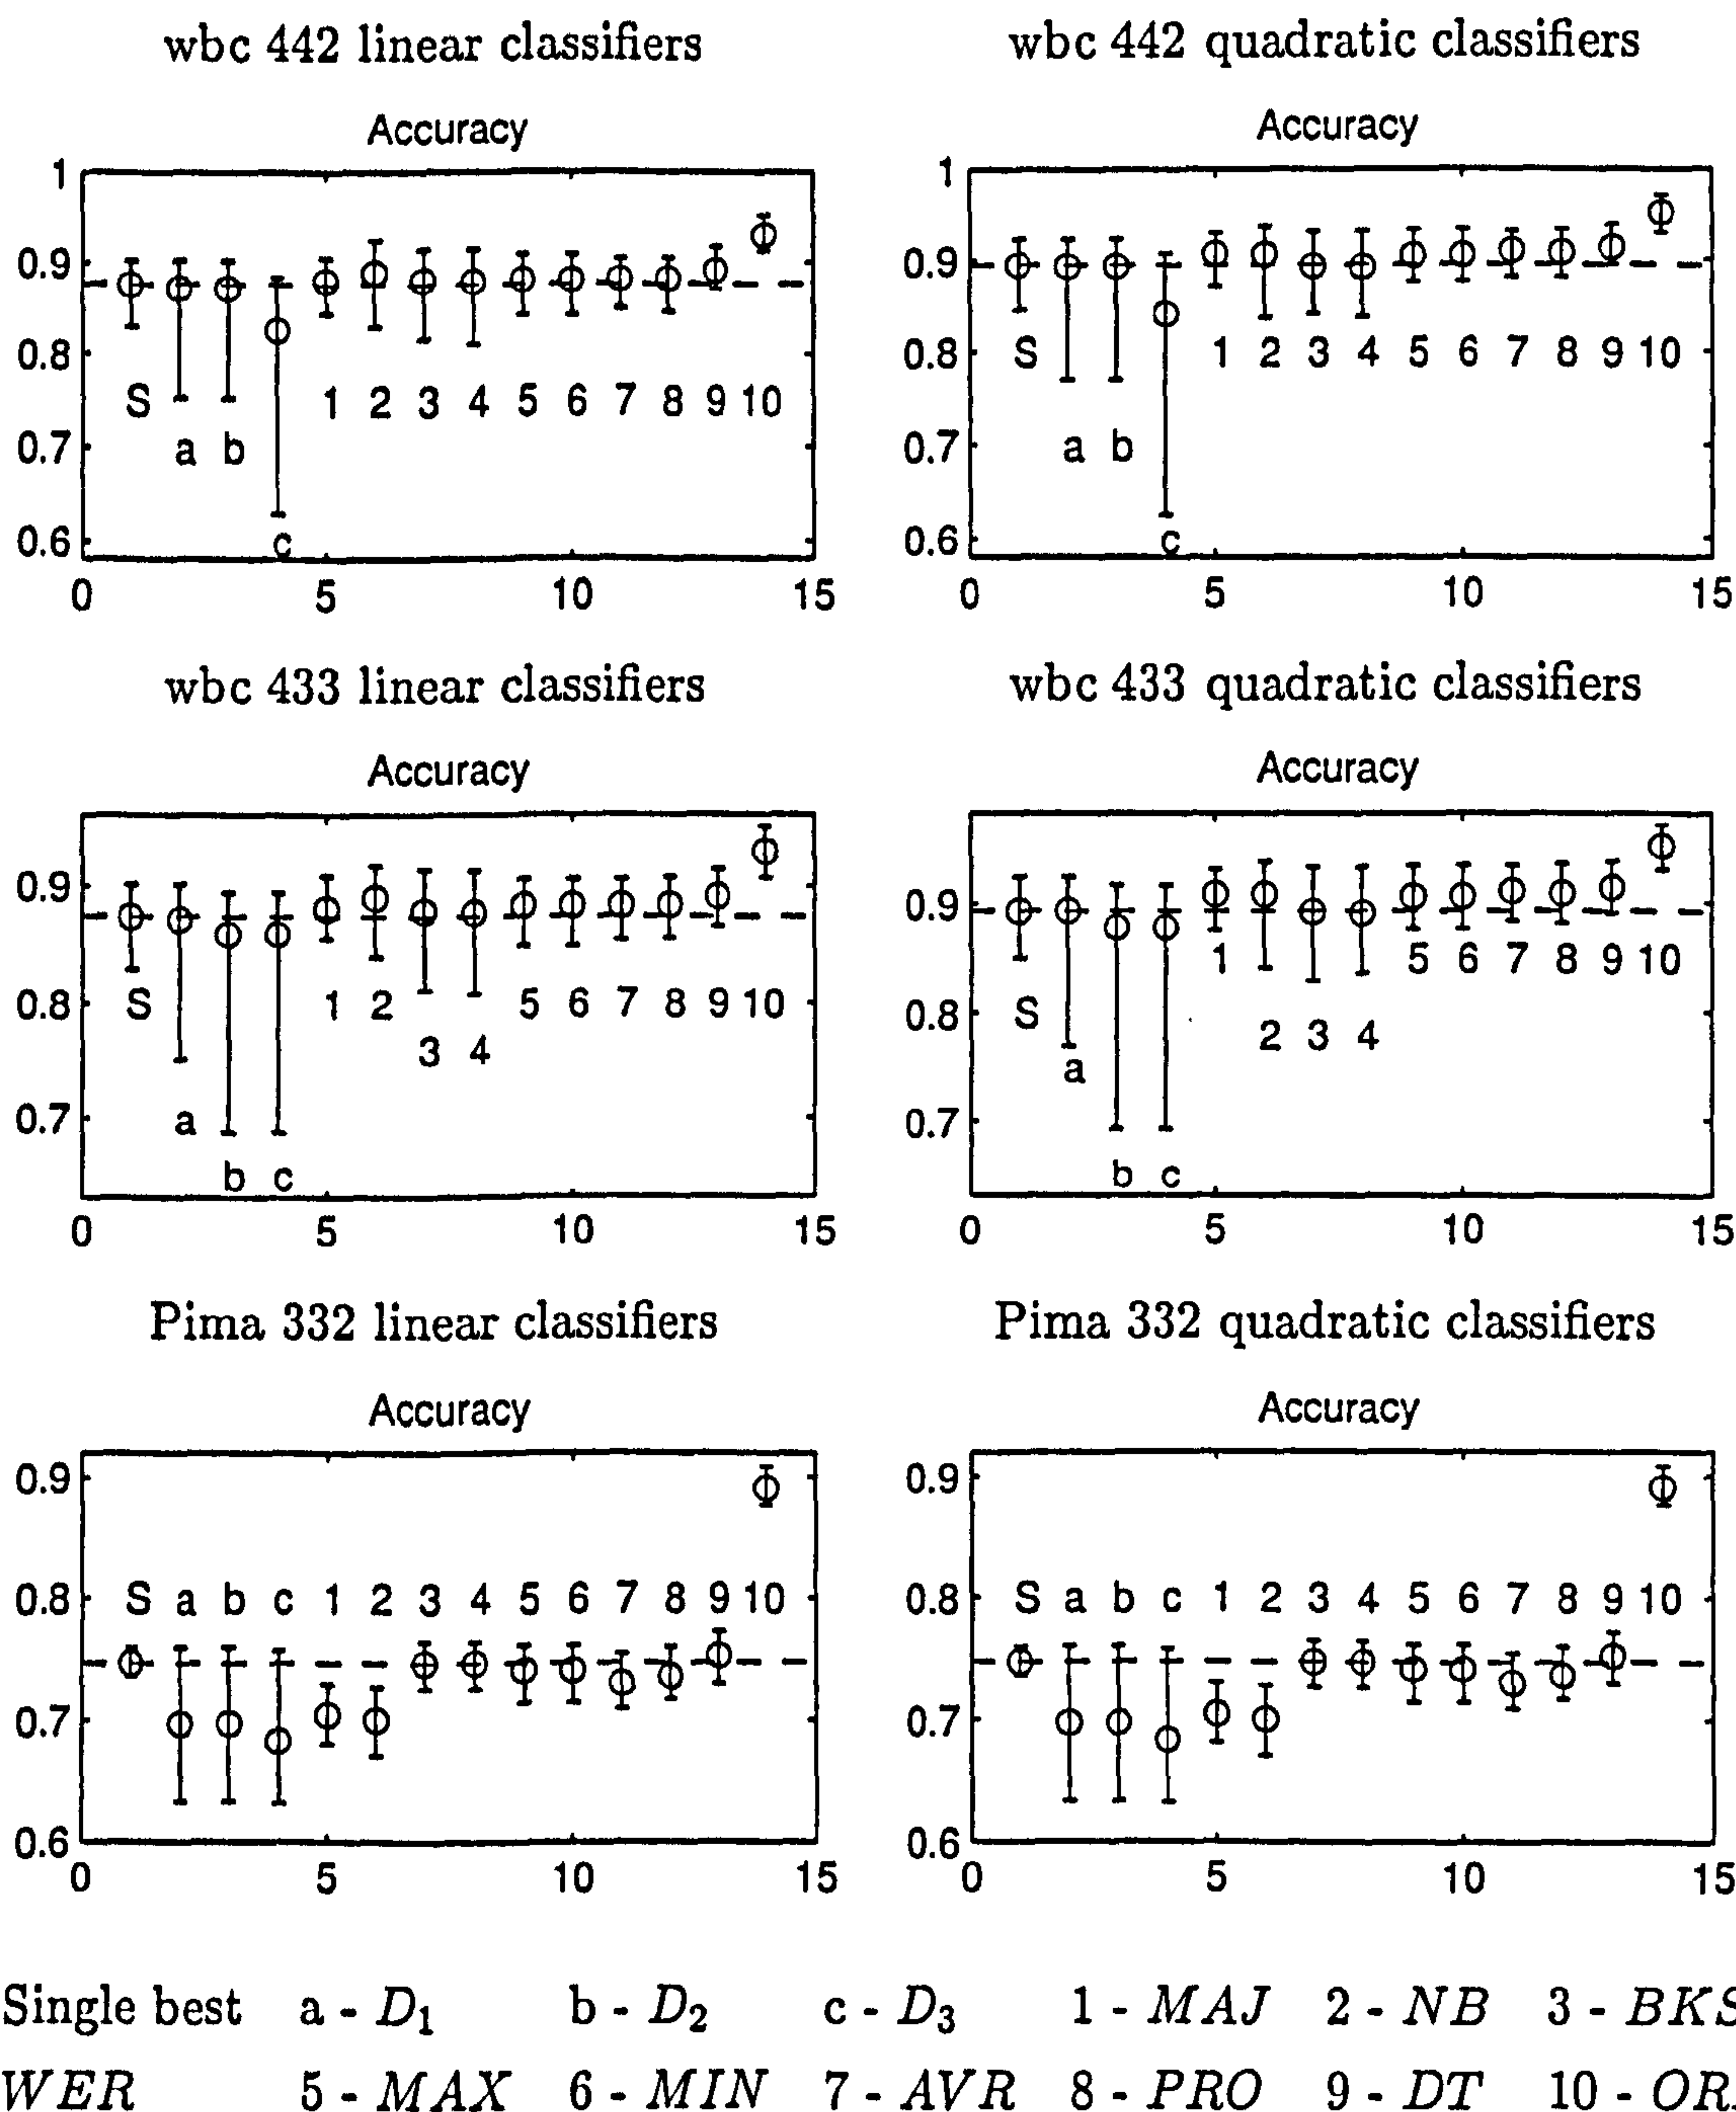 wbc 442 linear classifiers
Accuracy
1
0.9
0.8
0.7
0.6
S a b c 1 2 3 4 5 6 7 8 9 10
0 5 10 15
wbc 442 quadratic classifiers
Accuracy
1
0.9
0.8
0.7
0.6
S a b c 1 2 3 4 5 6 7 8 9 10
0 5 10 15
wbc 433 linear classifiers
Accuracy
0.9
0.8
0.7
S a b c 1 2 3 4 5 6 7 8 9 10
0 5 10 15
wbc 433 quadratic classifiers
Accuracy
0.9
0.8
0.7
S a b c 1 2 3 4 5 6 7 8 9 10
0 5 10 15
Pima 332 linear classifiers
Accuracy
0.9
0.8
0.7
0.6
S a b c 1 2 3 4 5 6 7 8 9 10
0 5 10 15
Pima 332 quadratic classifiers
Accuracy
0.9
0.8
0.7
0.6
S a b c 1 2 3 4 5 6 7 8 9 10
0 5 10 15
Single best a - D₁ b - D₂ c - D₃ 1 - MAJ 2 - NB 3 - BKS
WER 5 - MAX 6 - MIN 7 - AVR 8 - PRO 9 - DT 10 - OR